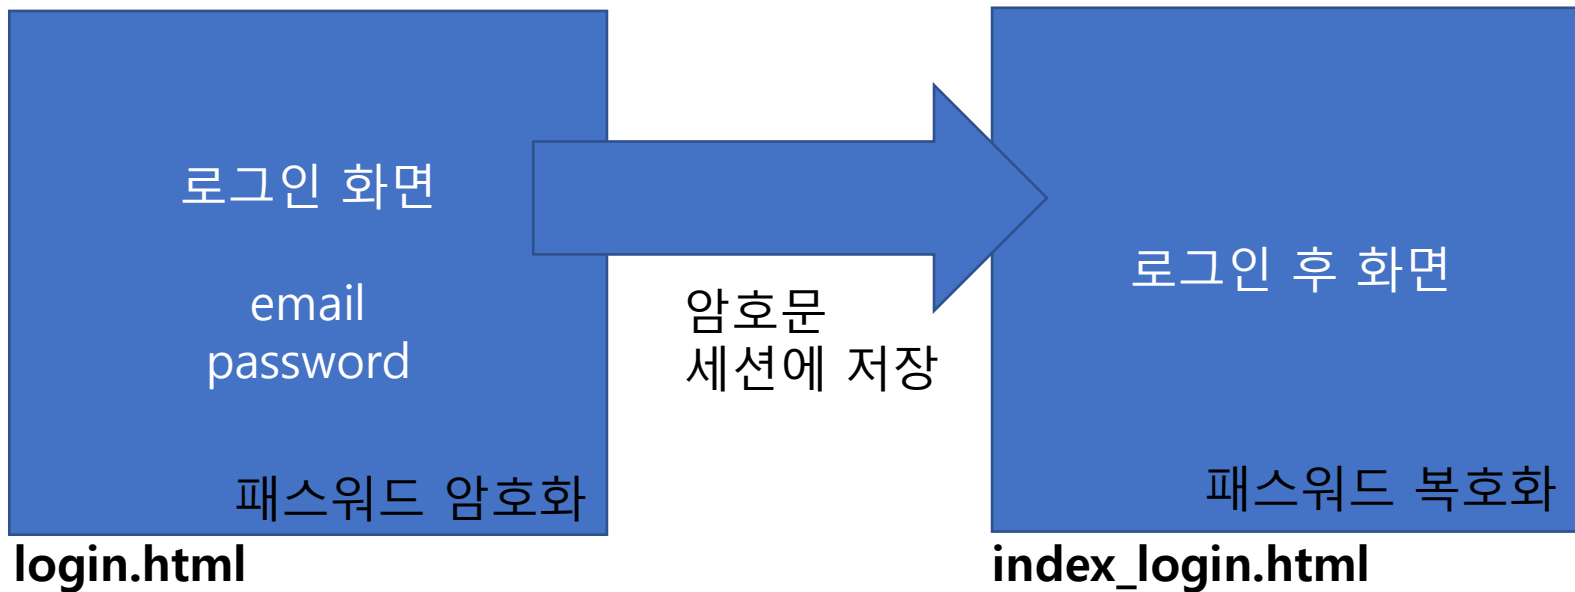 로그인 화면
email
password
패스워드 암호화
login.html
암호문
세션에 저장
로그인 후 화면
패스워드 복호화
index_login.html